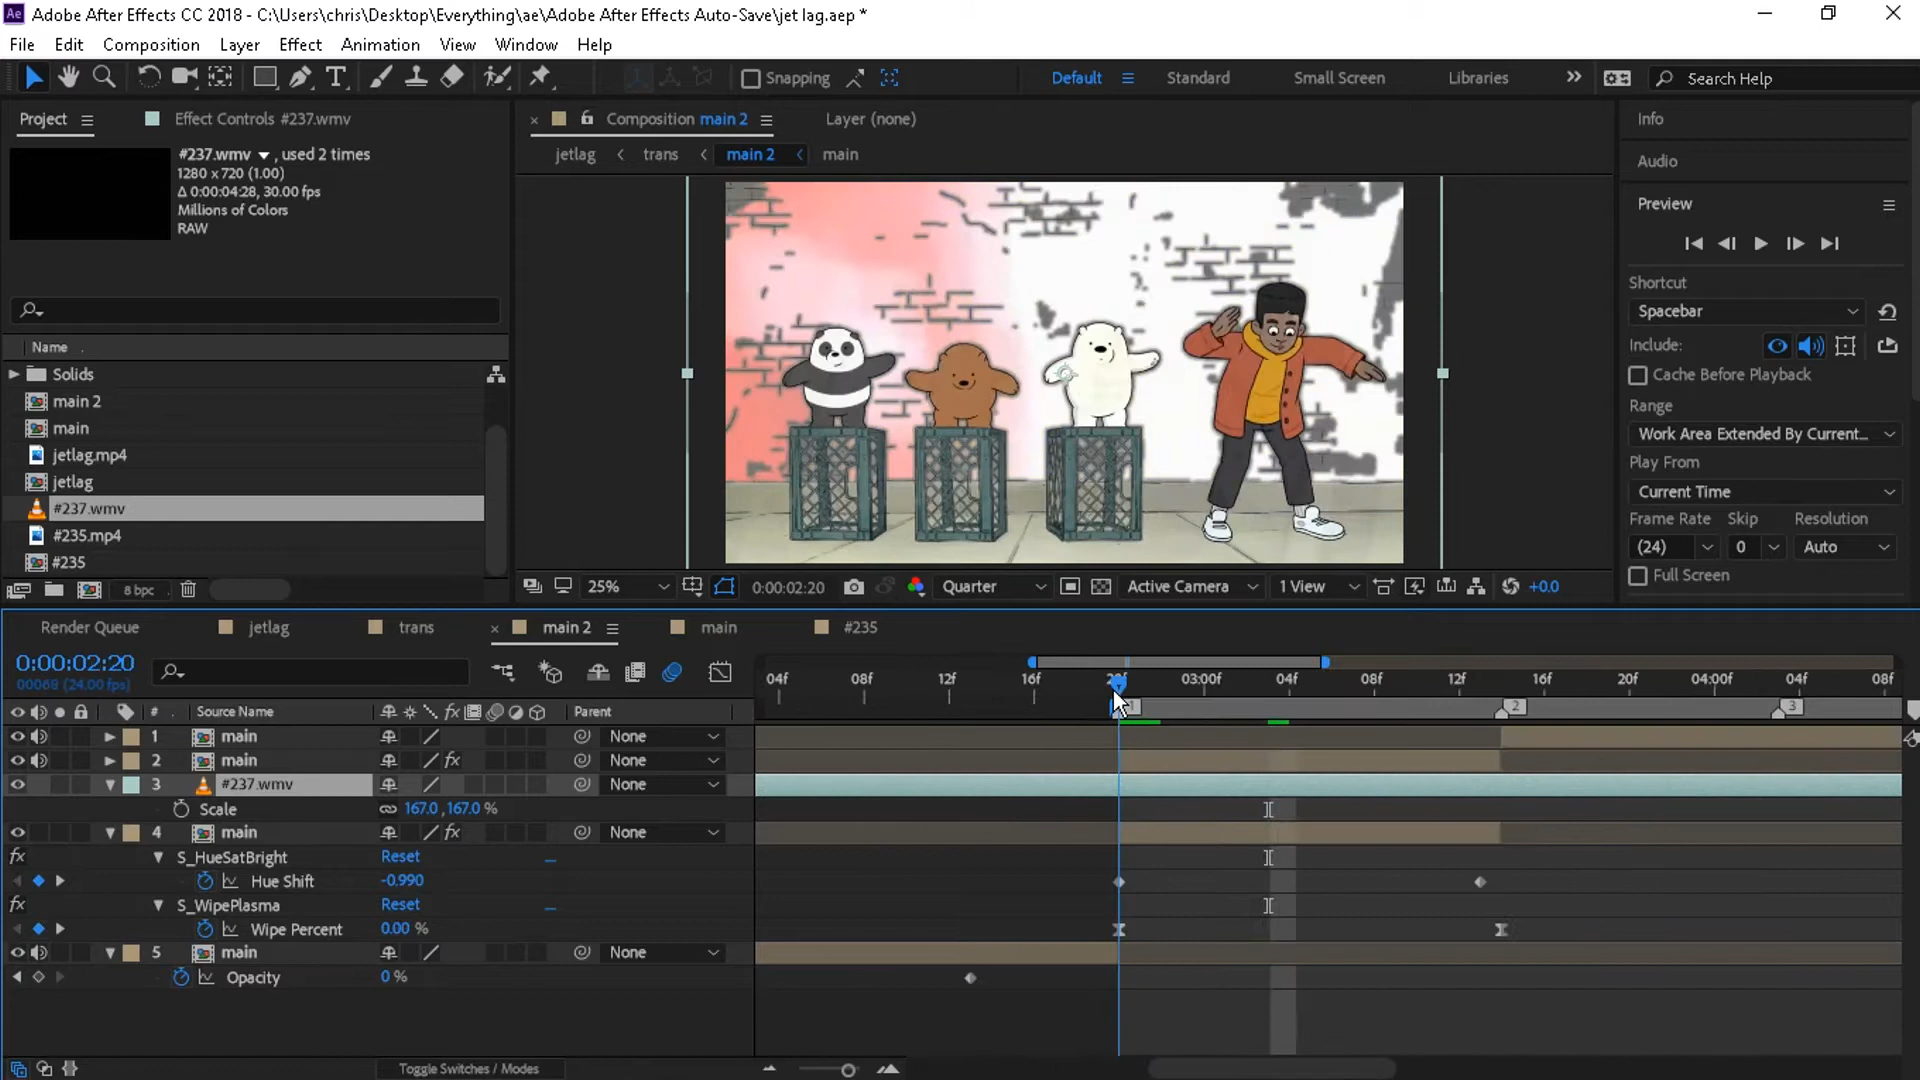 Ae Adobe After Effects CC 2018 - C:\Users\chris\Desktop\Everything\ae\Adobe After Effects Auto-Save\jet lag.aep *
File Edit Composition Layer Effect Animation View Window Help
Snapping Default Standard Small Screen Libraries Search Help
Project Effect Controls #237.wmv
Composition main 2 Layer (none)
jetlag trans main 2 main
#237.wmv , used 2 times
1280 x 720 (1.00)
Δ 0:00:04:28, 30.00 fps
Millions of Colors
RAW
Name
Solids
main 2
main
jetlag.mp4
jetlag
#237.wmv
#235.mp4
#235
8 bpc
25% 0:00:02:20 Quarter Active Camera 1 View +0.0
Info
Audio
Preview
Shortcut
Spacebar
Include:
Cache Before Playback
Range
Work Area Extended By Current...
Play From
Current Time
Frame Rate Skip Resolution
(24) 0 Auto
Full Screen
Render Queue jetlag trans main 2 main #235
0:00:02:20
00068 (24.00 fps)
04f 08f 12f 16f 20f 03:00f 04f 08f 12f 16f 20f 04:00f 04f 08f
# Source Name fx Parent
1 2 3
1 main None
2 main fx None
3 #237.wmv None
Scale 167.0 ,167.0 %
4 main fx None
fx S_HueSatBright Reset
Hue Shift -0.990
fx S_WipePlasma Reset
Wipe Percent 0.00 %
5 main None
Opacity 0 %
Toggle Switches / Modes